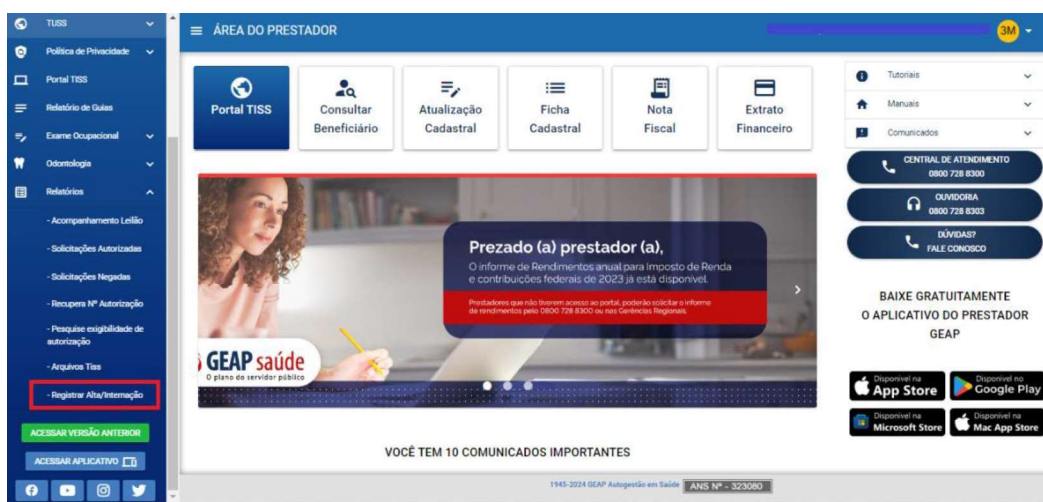 TUSS
Política de Privacidade
Portal TISS
Relatório de Guias
Exame Ocupacional
Odontologia
Relatórios
- Acompanhamento Leilão
- Solicitações Autorizadas
- Solicitações Negadas
- Recupera Nº Autorização
- Pesquise exigibilidade de
autorização
- Arquivos Tiss
- Registrar Alta/Internação
ACESSAR VERSÃO ANTERIOR
ACESSAR APLICATIVO
ÁREA DO PRESTADOR
3M
Portal TISS
Consultar
Beneficiário
Atualização
Cadastral
Ficha
Cadastral
Nota
Fiscal
Extrato
Financeiro
Prezado (a) prestador (a),
O informe de Rendimentos anual para Imposto de Renda
e contribuições federais de 2023 já está disponível.
Prestadores que não tiverem acesso ao portal, poderão solicitar o informe
de rendimentos pelo 0800 728 8300 ou nas Gerências Regionais.
GEAP saúde
O plano do servidor público
VOCÊ TEM 10 COMUNICADOS IMPORTANTES
Tutoriais
Manuais
Comunicados
CENTRAL DE ATENDIMENTO
0800 728 8300
OUVIDORIA
0800 728 8303
DÚVIDAS?
FALE CONOSCO
BAIXE GRATUITAMENTE
O APLICATIVO DO PRESTADOR
GEAP
Disponível na
App Store
Disponível no
Google Play
Disponível na
Microsoft Store
Disponível na
Mac App Store
1945-2024 GEAP Autogestão em Saúde
ANS Nº - 323080